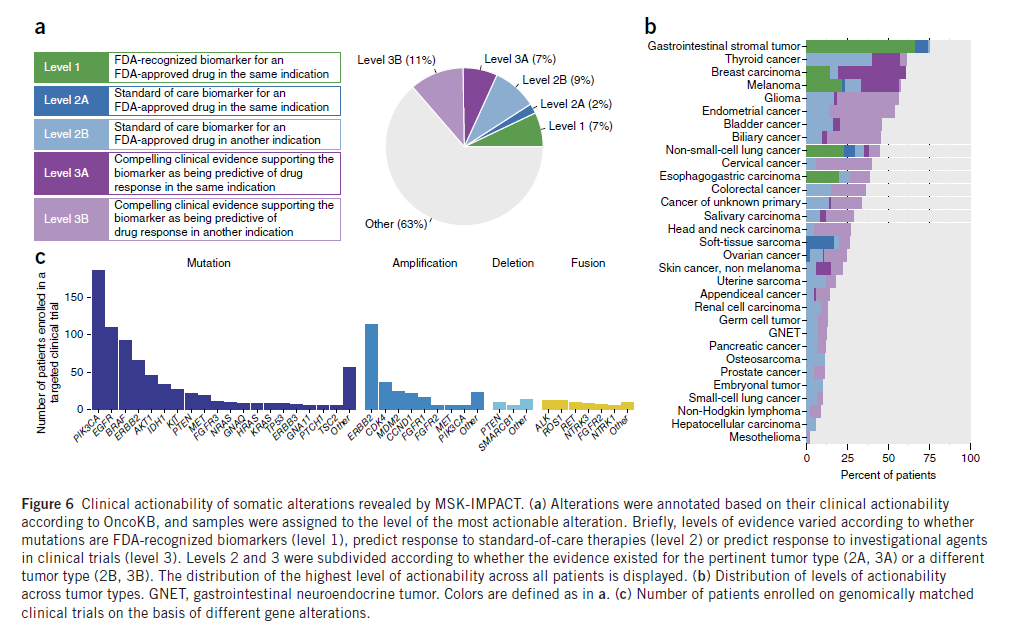 a
Level 1
FDA-recognized biomarker for an
FDA-approved drug in the same indication
Level 2A
Standard of care biomarker for an
FDA-approved drug in the same indication
Level 2B
Standard of care biomarker for an
FDA-approved drug in another indication
Level 3A
Compelling clinical evidence supporting the
biomarker as being predictive of drug
response in the same indication
Level 3B
Compelling clinical evidence supporting the
biomarker as being predictive of
drug response in another indication
Level 3B (11%)
Level 3A (7%)
Level 2B (9%)
Level 2A (2%)
Level 1 (7%)
Other (63%)
b
0 25 50 75 100
Gastrointestinal stromal tumor
Thyroid cancer
Breast carcinoma
Melanoma
Glioma
Endometrial cancer
Bladder cancer
Biliary cancer
Non-small-cell lung cancer
Cervical cancer
Esophagogastric carcinoma
Colorectal cancer
Cancer of unknown primary
Salivary carcinoma
Head and neck carcinoma
Soft-tissue sarcoma
Ovarian cancer
Skin cancer, non melanoma
Uterine sarcoma
Appendiceal cancer
Renal cell carcinoma
Germ cell tumor
GNET
Pancreatic cancer
Osteosarcoma
Prostate cancer
Embryonal tumor
Small-cell lung cancer
Non-Hodgkin lymphoma
Hepatocellular carcinoma
Mesothelioma
0 25 50 75 100
Percent of patients
c
Mutation
Amplification
Deletion
Fusion
Number of patients enrolled in a
targeted clinical trial
150
100
50
0
PIK3CA
EGFR
BRAF
ERBB2
AKT1
IDH1
KIT
PTEN
MET
FGFR3
NRAS
GNAQ
HRAS
KRAS
TP53
ERBB3
GNA11
PTCH1
TSC2
Other
ERBB2
CDK4
MDM2
CCND1
FGFR1
FGFR2
MET
PIK3CA
Other
PTEN
SMARCB1
Other
ALK
ROS1
RET
NTRK3
FGFR2
NTRK1
Other
Figure 6 Clinical actionability of somatic alterations revealed by MSK-IMPACT. (a) Alterations were annotated based on their clinical actionability
according to OncoKB, and samples were assigned to the level of the most actionable alteration. Briefly, levels of evidence varied according to whether
mutations are FDA-recognized biomarkers (level 1), predict response to standard-of-care therapies (level 2) or predict response to investigational agents
in clinical trials (level 3). Levels 2 and 3 were subdivided according to whether the evidence existed for the pertinent tumor type (2A, 3A) or a different
tumor type (2B, 3B). The distribution of the highest level of actionability across all patients is displayed. (b) Distribution of levels of actionability
across tumor types. GNET, gastrointestinal neuroendocrine tumor. Colors are defined as in a. (c) Number of patients enrolled on genomically matched
clinical trials on the basis of different gene alterations.